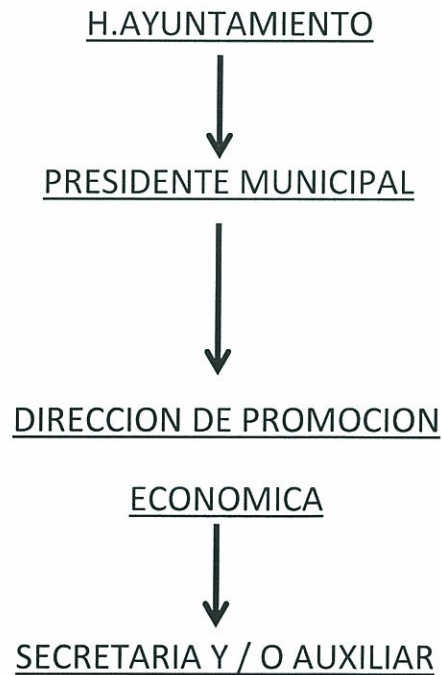 H.AYUNTAMIENTO
PRESIDENTE MUNICIPAL
DIRECCION DE PROMOCION
ECONOMICA
SECRETARIA Y / O AUXILIAR